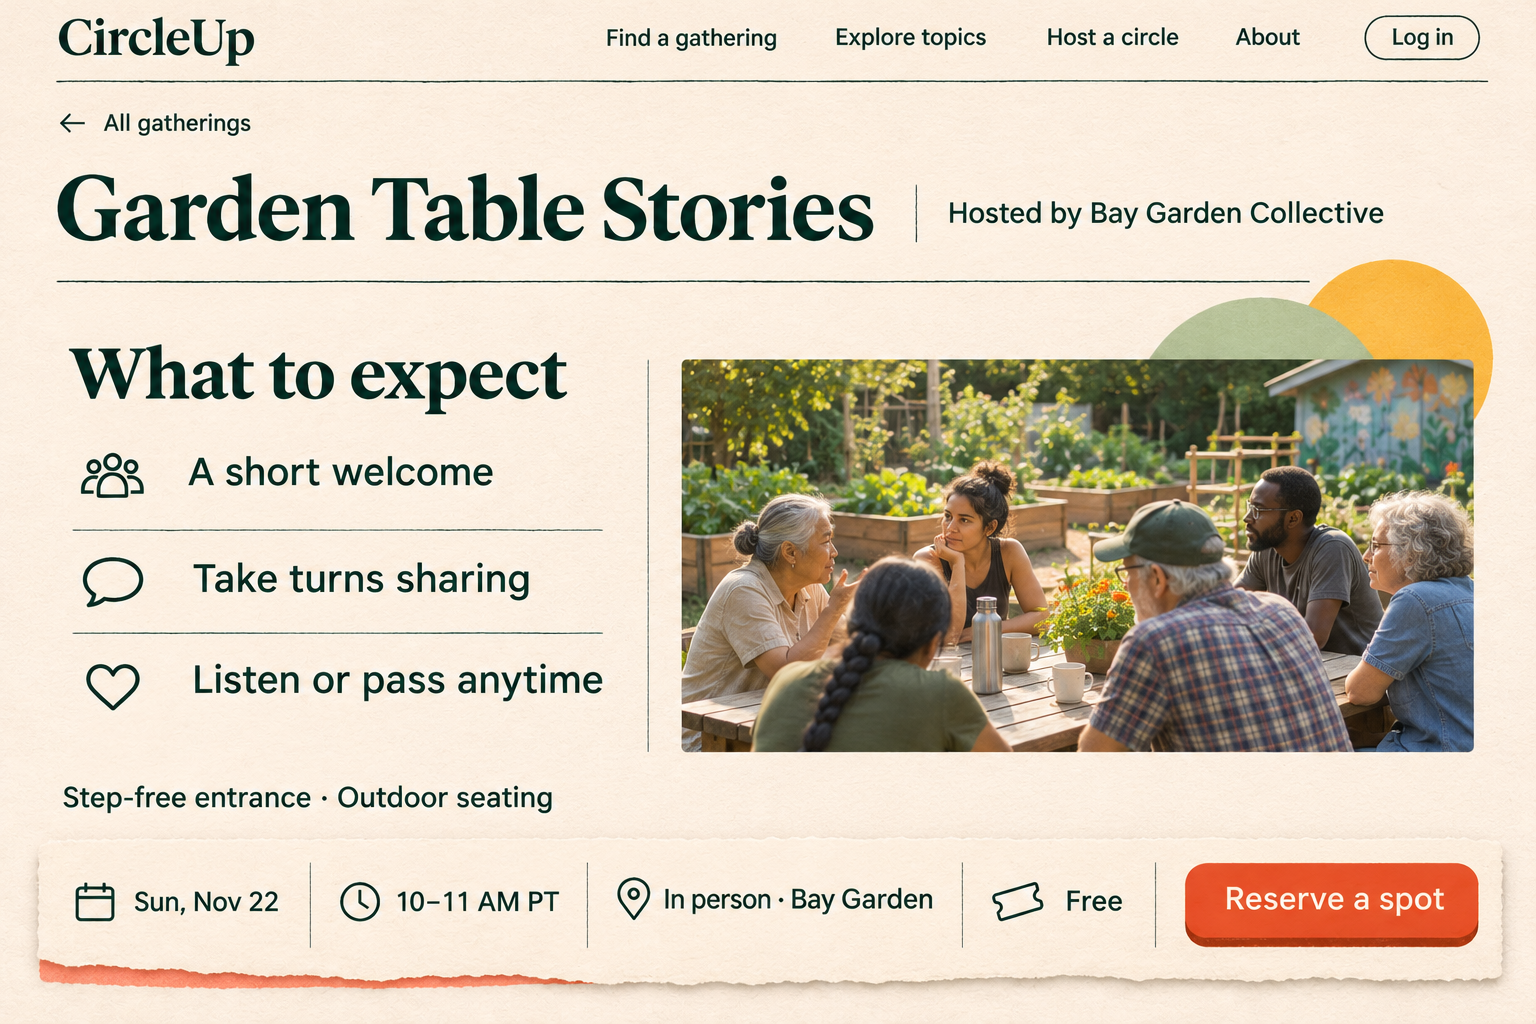 CircleUp
Find a gathering
Explore topics
Host a circle
About
Log in
All gatherings
Garden Table Stories
Hosted by Bay Garden Collective
What to expect
A short welcome
Take turns sharing
Listen or pass anytime
Step-free entrance · Outdoor seating
Sun, Nov 22
10–11 AM PT
In person · Bay Garden
Free
Reserve a spot